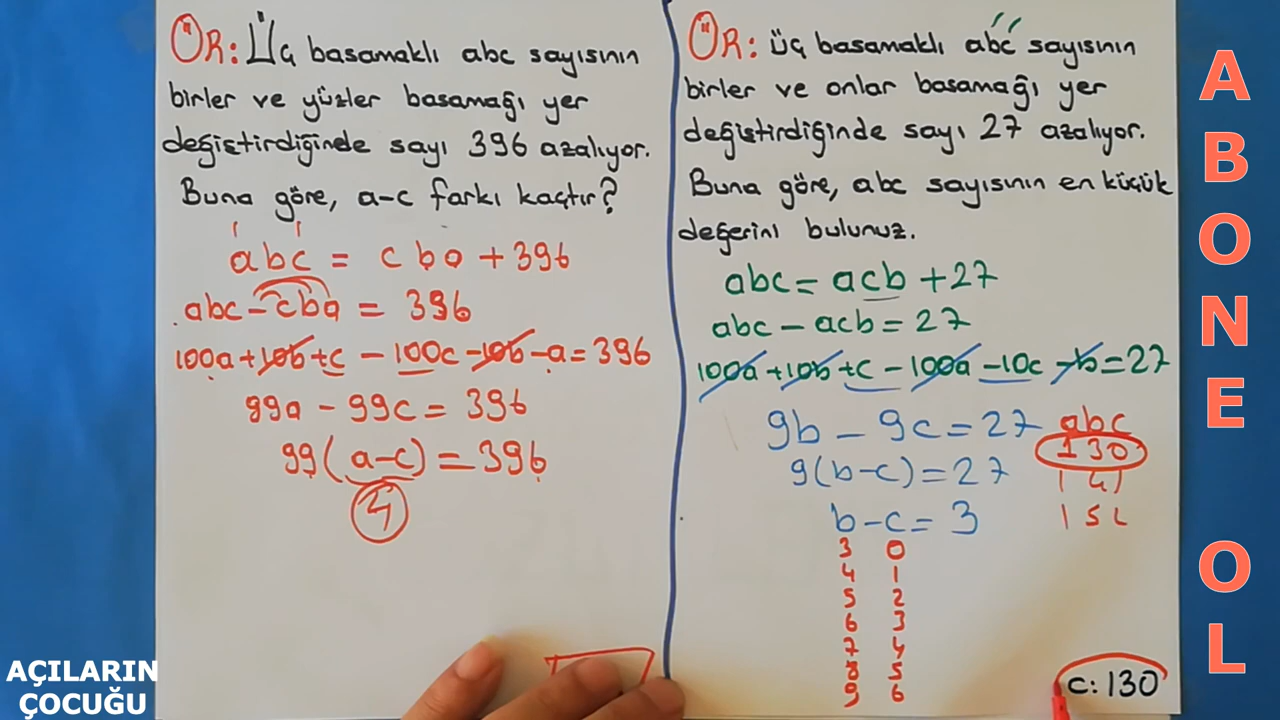 ÖR: Üç basamaklı abc sayısının
birler ve yüzler basamağı yer
değiştirdiğinde sayı 396 azalıyor.
Buna göre, a-c farkı kaçtır?
abc = cba + 396
abc - cba = 396
100a + 10b + c - 100c - 10b - a = 396
99a - 99c = 396
99(a-c) = 396
4
ÖR: Üç basamaklı abc sayısının
birler ve onlar basamağı yer
değiştirdiğinde sayı 27 azalıyor.
Buna göre, abc sayısının en küçük
değerini bulunuz.
abc = acb + 27
abc - acb = 27
100a + 10b + c - 100a - 10c - b = 27
9b - 9c = 27
9(b-c) = 27
b-c = 3
3 0
4 1
5 2
6 3
7 4
8 5
9 6
abc
130
141
152
C: 130
ABONE OL
AÇILARIN
ÇOCUĞU